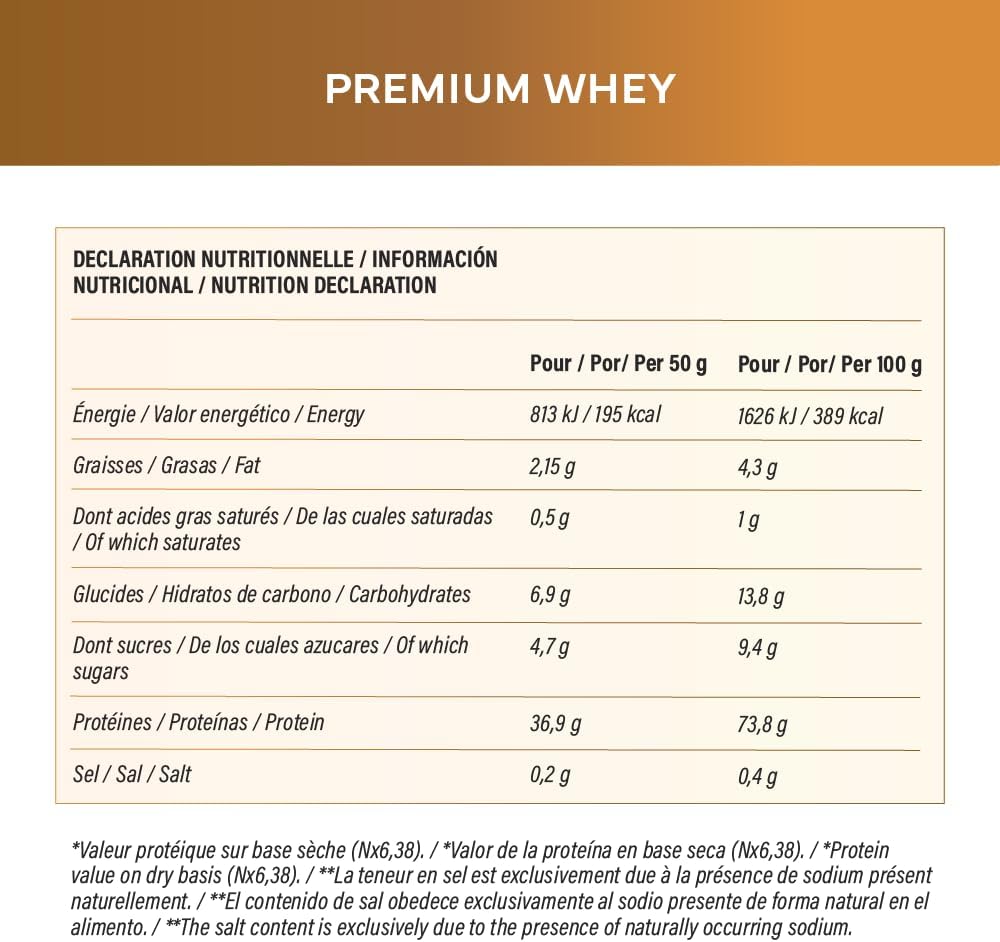 PREMIUM WHEY
DECLARATION NUTRITIONNELLE / INFORMACIÓN
NUTRICIONAL / NUTRITION DECLARATION
Pour / Por/ Per 50 g Pour / Por/ Per 100 g
Énergie / Valor energético / Energy 813 kJ / 195 kcal 1626 kJ / 389 kcal
Graisses / Grasas / Fat 2,15 g 4,3 g
Dont acides gras saturés / De las cuales saturadas 0,5 g 1 g
/ Of which saturates
Glucides / Hidratos de carbono / Carbohydrates 6,9 g 13,8 g
Dont sucres / De los cuales azucares / Of which 4,7 g 9,4 g
sugars
Protéines / Proteínas / Protein 36,9 g 73,8 g
Sel / Sal / Salt 0,2 g 0,4 g
*Valeur protéique sur base sèche (Nx6,38). / *Valor de la proteína en base seca (Nx6,38). / *Protein
value on dry basis (Nx6,38). / **La teneur en sel est exclusivement due à la présence de sodium présent
naturellement. / **El contenido de sal obedece exclusivamente al sodio presente de forma natural en el
alimento. / **The salt content is exclusively due to the presence of naturally occurring sodium.